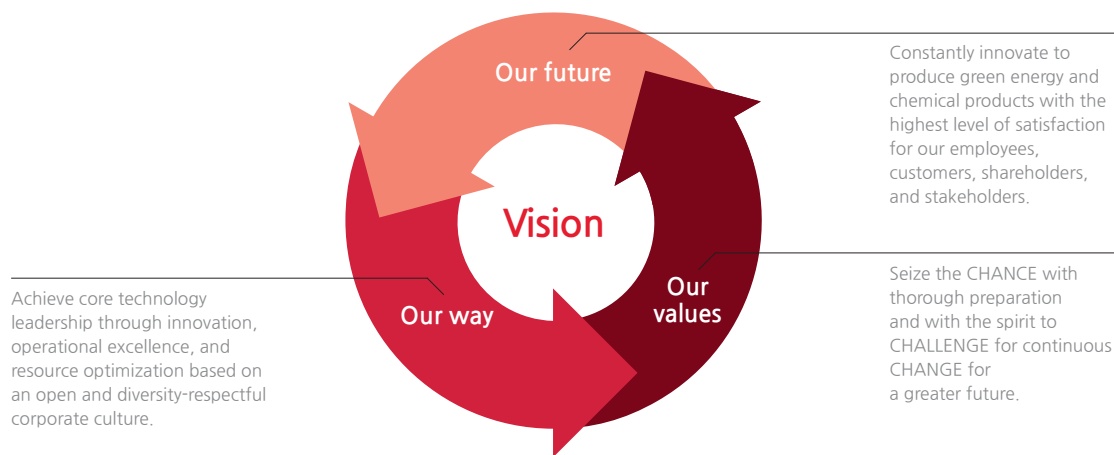 Our future
Constantly innovate to
produce green energy and
chemical products with the
highest level of satisfaction
for our employees,
customers, shareholders,
and stakeholders.
Vision
Our way
Achieve core technology
leadership through innovation,
operational excellence, and
resource optimization based on
an open and diversity-respectful
corporate culture.
Our
values
Seize the CHANCE with
thorough preparation
and with the spirit to
CHALLENGE for continuous
CHANGE for
a greater future.